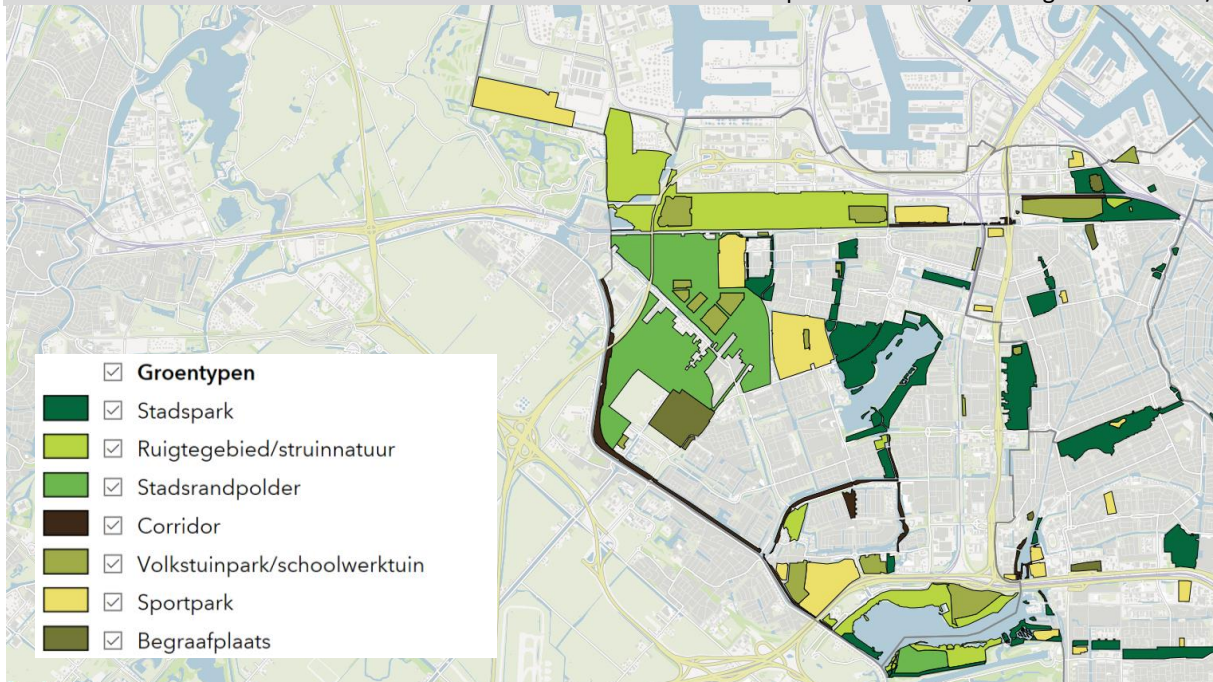 Groentypen
Stadspark
Ruigtegebied/struinnatuur
Stadsrandpolder
Corridor
Volkstuinpark/schoolwerktuin
Sportpark
Begraafplaats